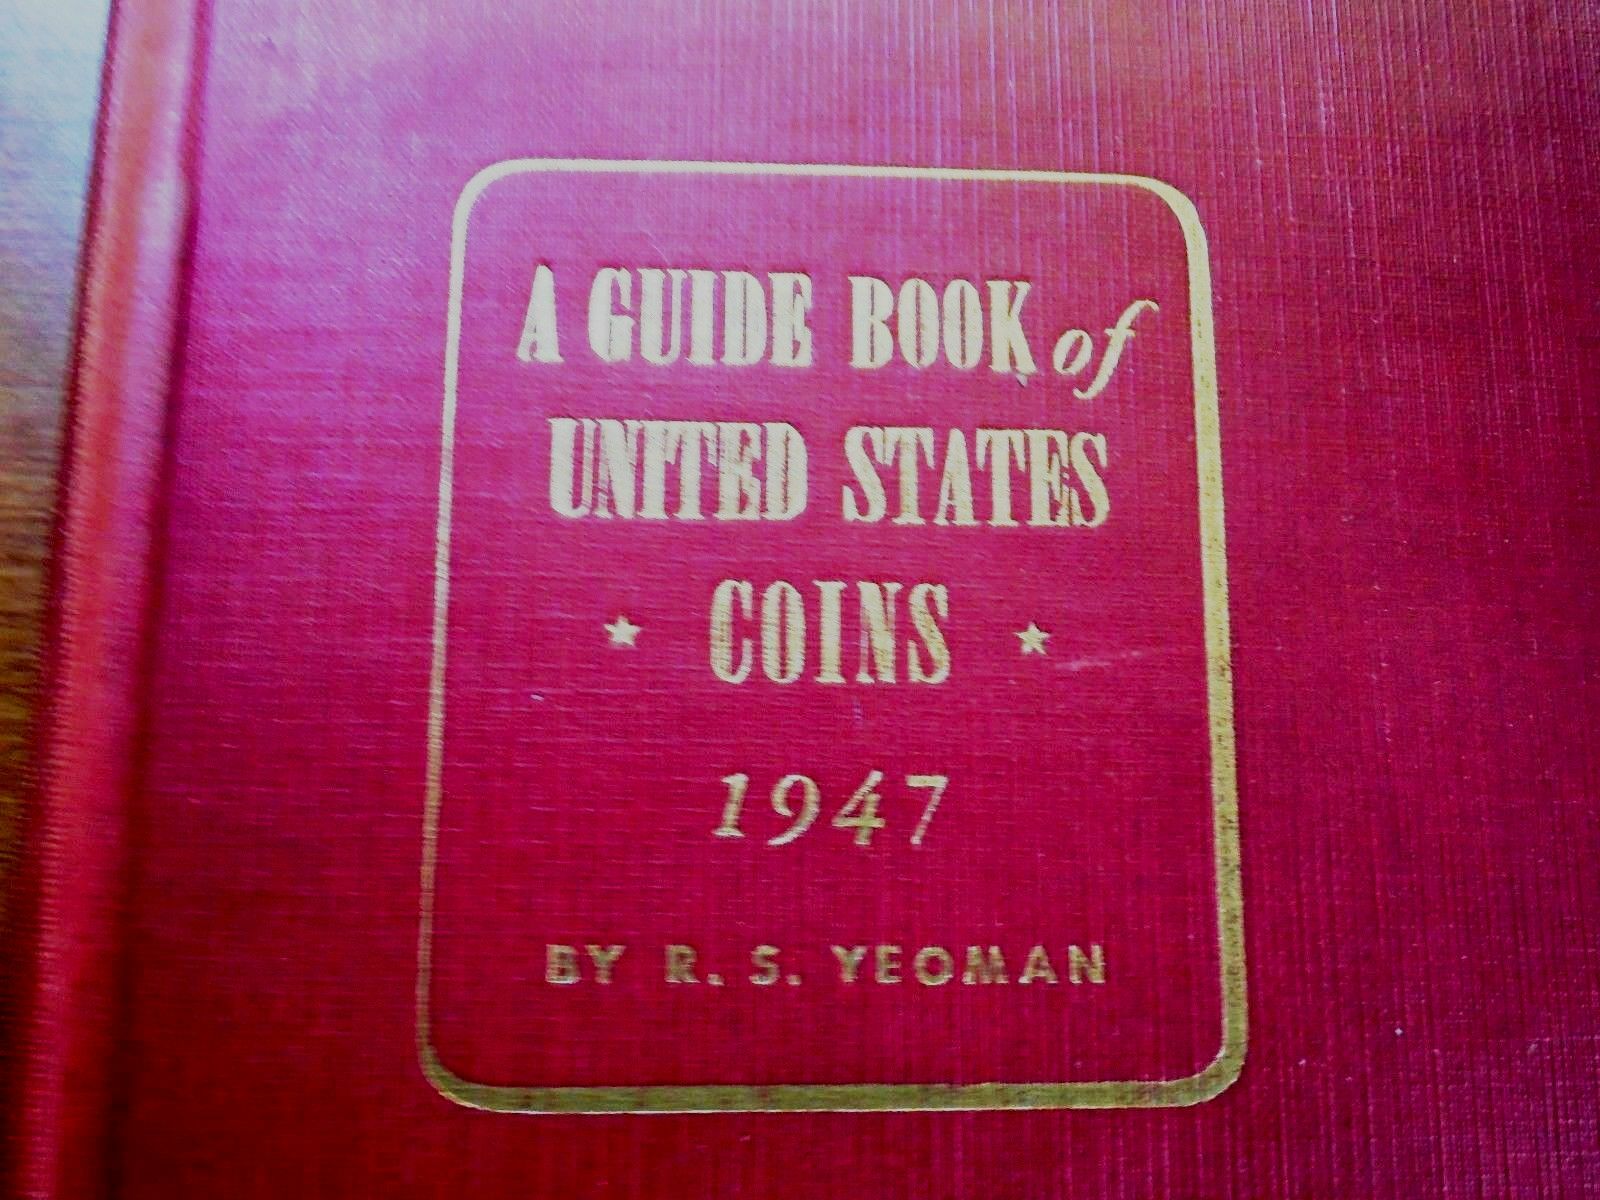 A GUIDE BOOK of
UNITED STATES
★ COINS ★
1947
BY R. S. YEOMAN